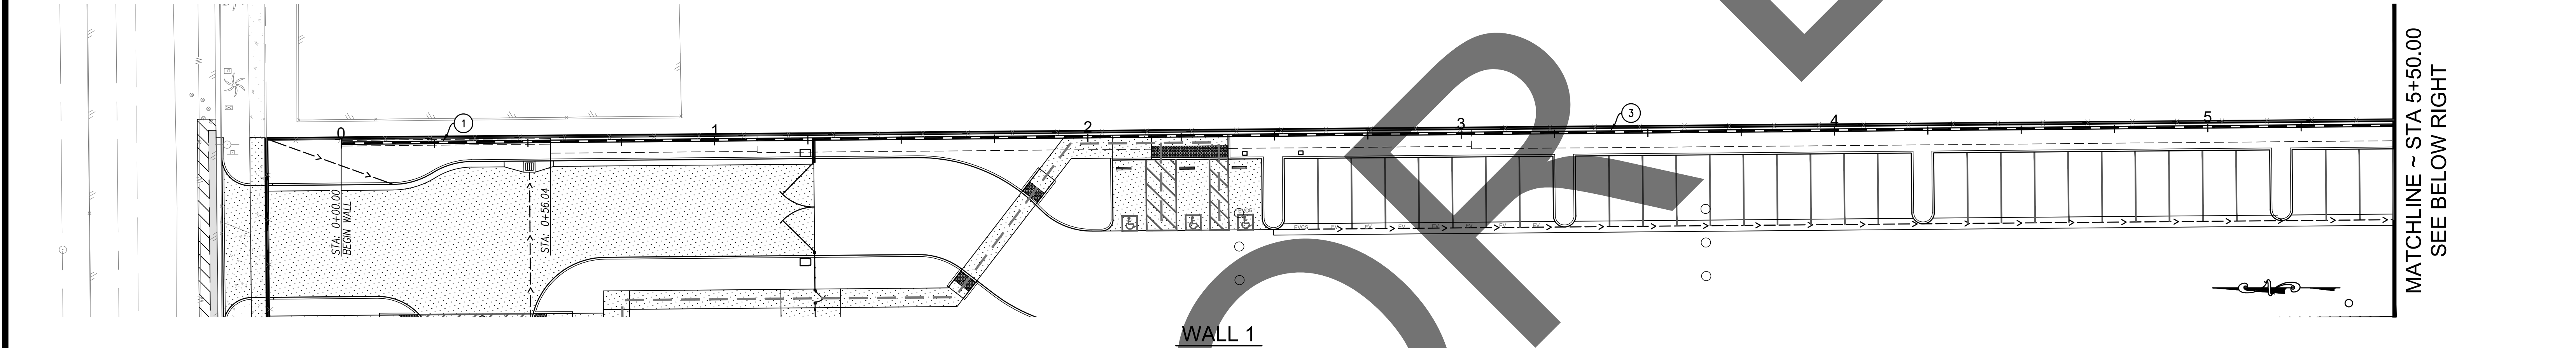 0
1
1
2
3
3
4
5
STA: 0+00.00
BEGIN WALL
STA: 0+56.04
MATCHLINE ~ STA 5+50.00
SEE BELOW RIGHT
WALL 1